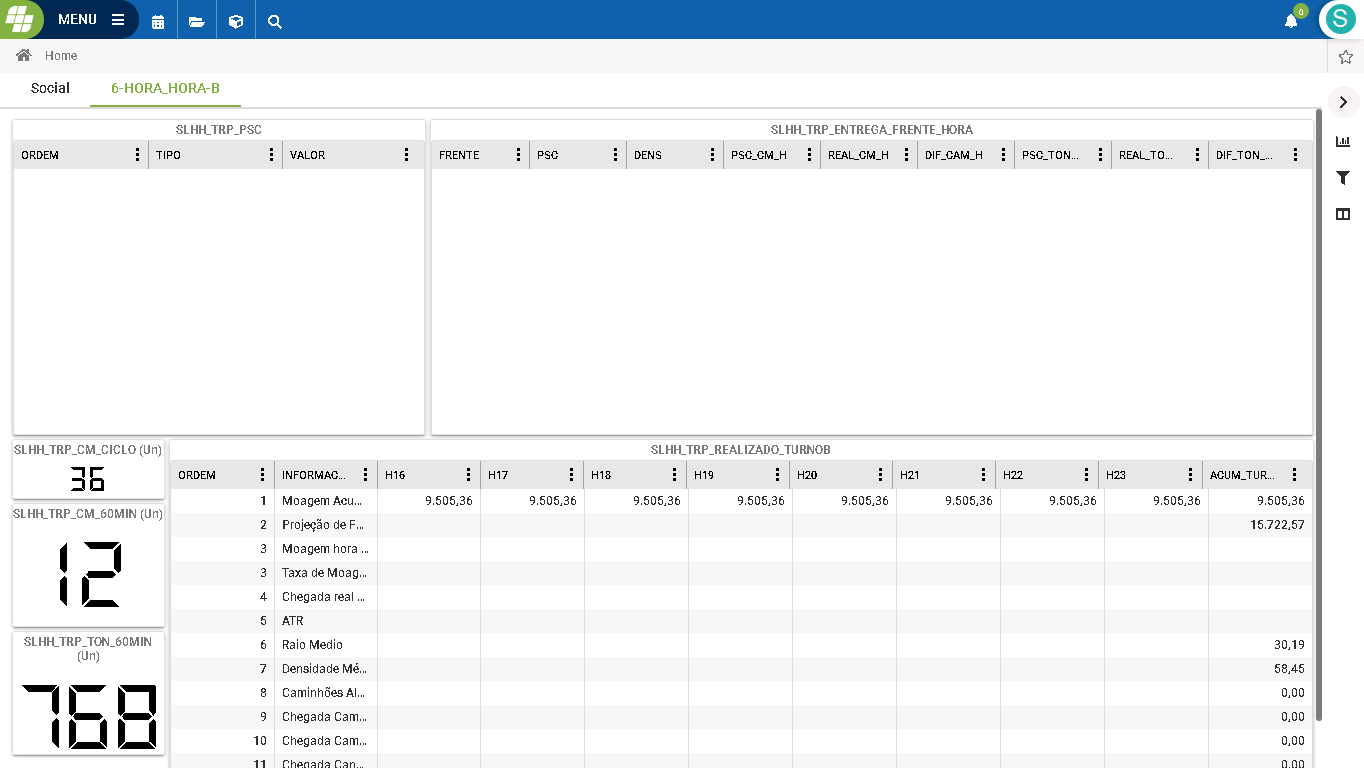 MENU
0
S
Home
Social 6-HORA_HORA-B
SLHH_TRP_PSC
ORDEM TIPO VALOR
SLHH_TRP_ENTREGA_FRENTE_HORA
FRENTE PSC DENS PSC_CM_H REAL_CM_H DIF_CAM_H PSC_TON... REAL_TO... DIF_TON_...
SLHH_TRP_CM_CICLO (Un)
36
SLHH_TRP_CM_60MIN (Un)
12
SLHH_TRP_TON_60MIN
(Un)
768
SLHH_TRP_REALIZADO_TURNOB
ORDEM INFORMAC... H16 H17 H18 H19 H20 H21 H22 H23 ACUM_TUR...
1 Moagem Acu... 9.505,36 9.505,36 9.505,36 9.505,36 9.505,36 9.505,36 9.505,36 9.505,36 9.505,36
2 Projeção de F... 15.722,57
3 Moagem hora ...
3 Taxa de Moag...
4 Chegada real ...
5 ATR
6 Raio Medio 30,19
7 Densidade Mé... 58,45
8 Caminhões Al... 0,00
9 Chegada Cam... 0,00
10 Chegada Cam... 0,00
11 Chegada Can... 0,00